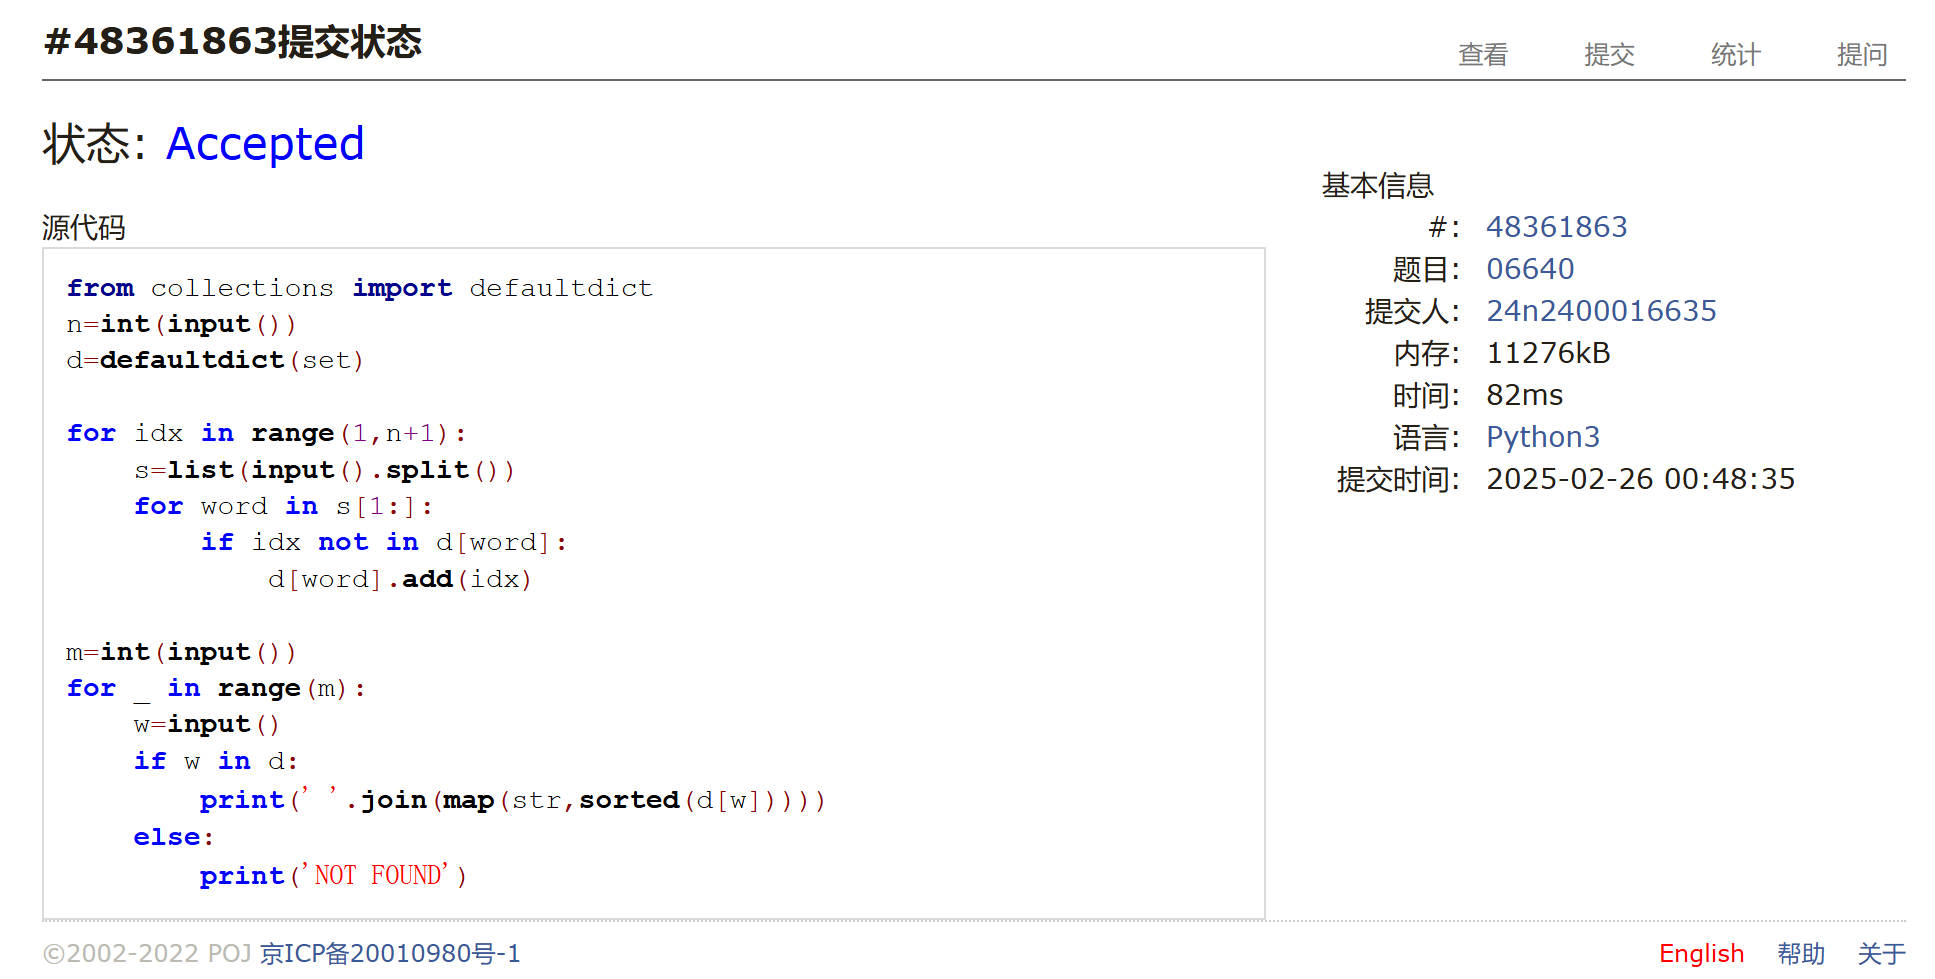 #48361863提交状态
查看 提交 统计 提问
状态: Accepted
源代码
from collections import defaultdict
n=int(input())
d=defaultdict(set)

for idx in range(1,n+1):
    s=list(input().split())
    for word in s[1:]:
        if idx not in d[word]:
            d[word].add(idx)

m=int(input())
for _ in range(m):
    w=input()
    if w in d:
        print(' '.join(map(str,sorted(d[w]))))
    else:
        print('NOT FOUND')
基本信息
#: 48361863
题目: 06640
提交人: 24n2400016635
内存: 11276kB
时间: 82ms
语言: Python3
提交时间: 2025-02-26 00:48:35
©2002-2022 POJ 京ICP备20010980号-1
English 帮助 关于